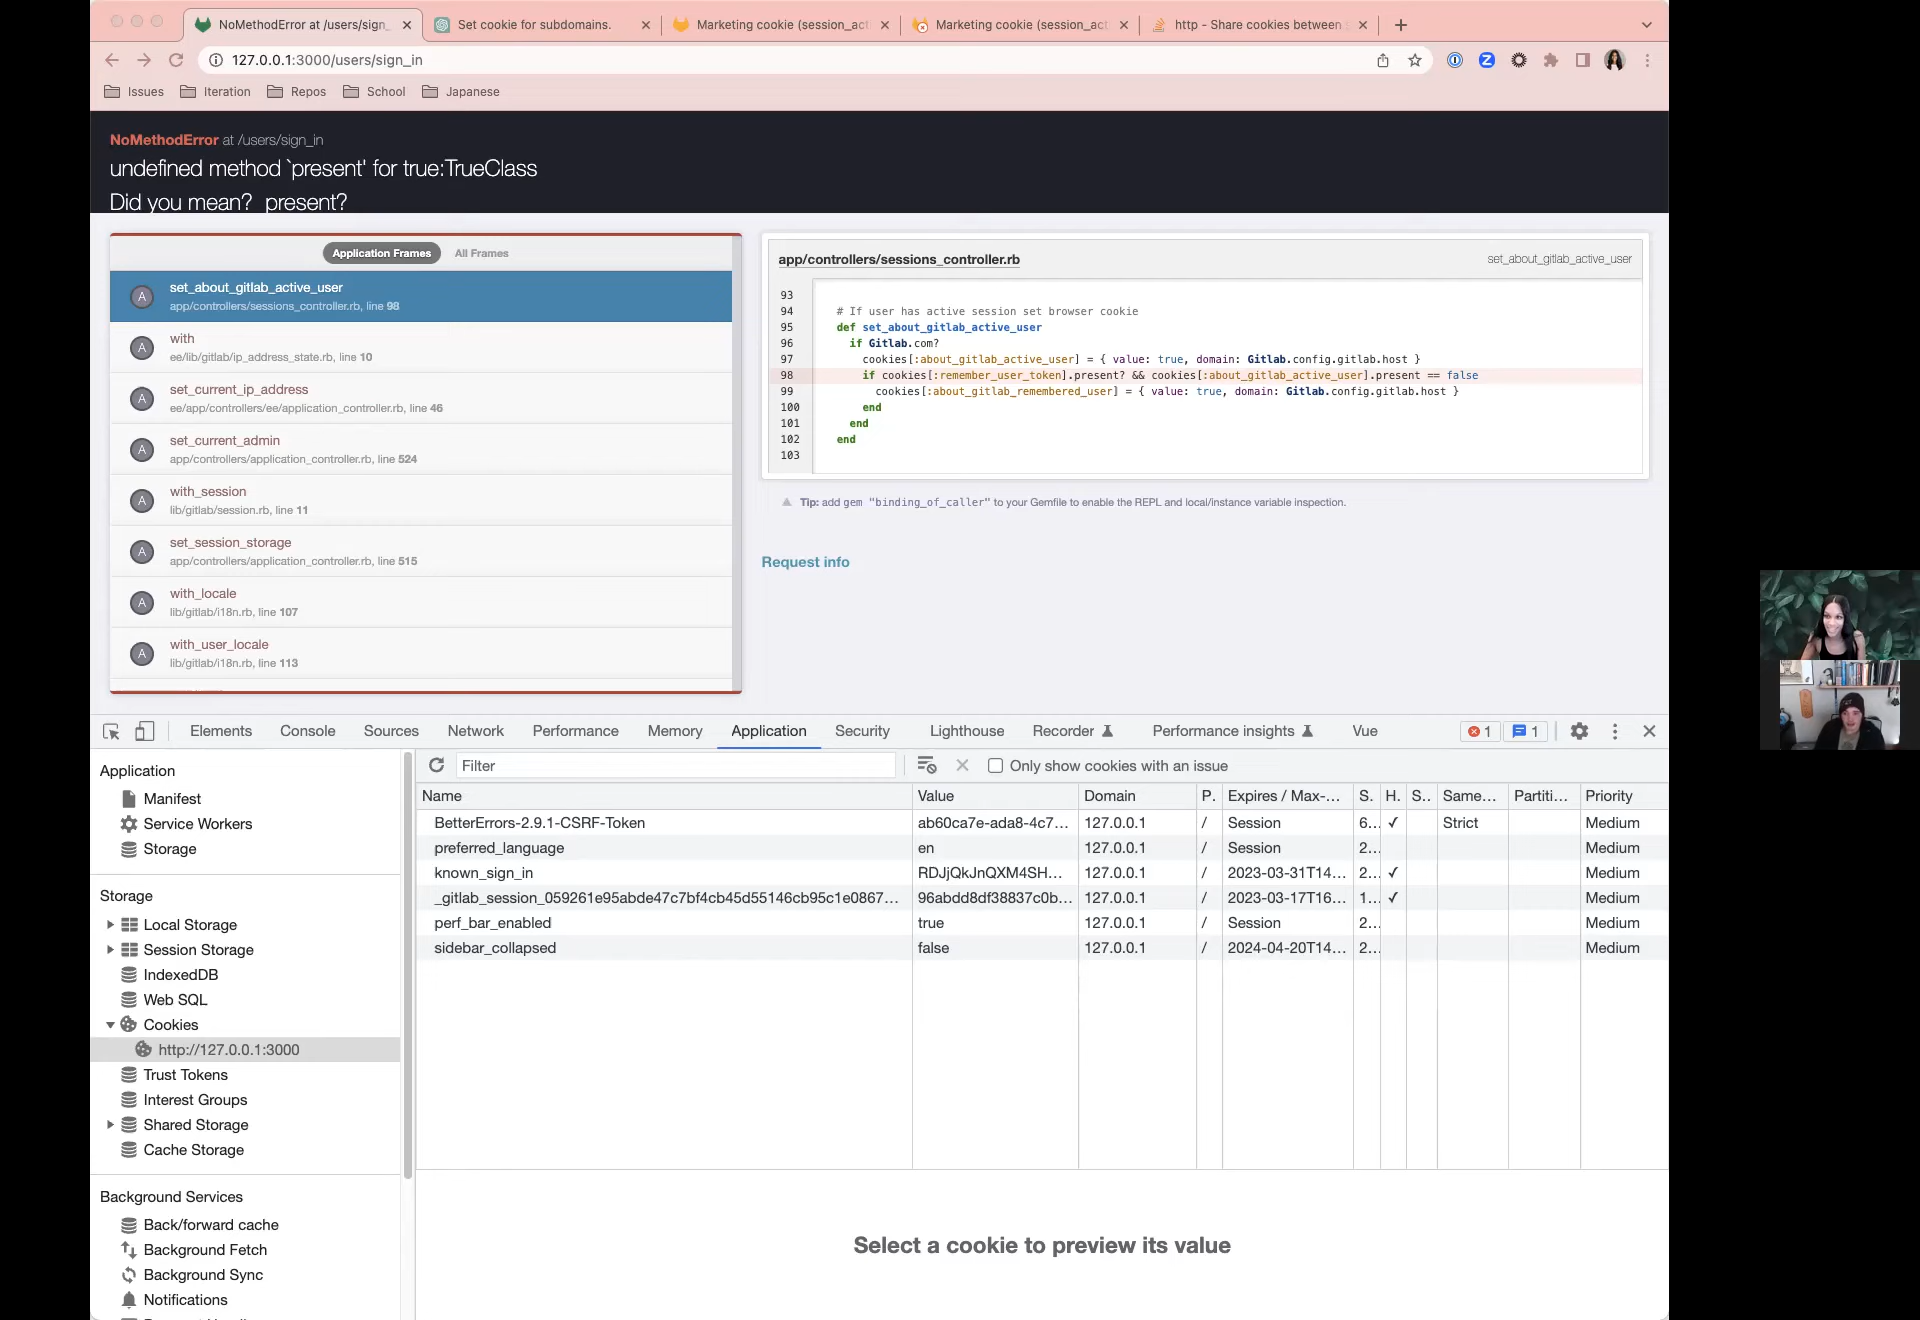 NoMethodError at /users/sign_
Set cookie for subdomains.
Marketing cookie (session_act
Marketing cookie (session_act
http - Share cookies between s
127.0.0.1:3000/users/sign_in
Issues
Iteration
Repos
School
Japanese
NoMethodError at /users/sign_in
undefined method `present' for true:TrueClass
Did you mean?  present?
Application Frames
All Frames
A
set_about_gitlab_active_user
app/controllers/sessions_controller.rb, line 98
A
with
ee/lib/gitlab/ip_address_state.rb, line 10
A
set_current_ip_address
ee/app/controllers/ee/application_controller.rb, line 46
A
set_current_admin
app/controllers/application_controller.rb, line 524
A
with_session
lib/gitlab/session.rb, line 11
A
set_session_storage
app/controllers/application_controller.rb, line 515
A
with_locale
lib/gitlab/i18n.rb, line 107
A
with_user_locale
lib/gitlab/i18n.rb, line 113
app/controllers/sessions_controller.rb
set_about_gitlab_active_user
93
94 # If user has active session set browser cookie
95 def set_about_gitlab_active_user
96 if Gitlab.com?
97 cookies[:about_gitlab_active_user] = { value: true, domain: Gitlab.config.gitlab.host }
98 if cookies[:remember_user_token].present? && cookies[:about_gitlab_active_user].present == false
99 cookies[:about_gitlab_remembered_user] = { value: true, domain: Gitlab.config.gitlab.host }
100 end
101 end
102 end
103
Tip: add gem "binding_of_caller" to your Gemfile to enable the REPL and local/instance variable inspection.
Request info
Elements Console Sources Network Performance Memory Application Security Lighthouse Recorder Performance insights Vue 1 1
Application
Manifest
Service Workers
Storage
Storage
Local Storage
Session Storage
IndexedDB
Web SQL
Cookies
http://127.0.0.1:3000
Trust Tokens
Interest Groups
Shared Storage
Cache Storage
Background Services
Back/forward cache
Background Fetch
Background Sync
Notifications
Filter
Only show cookies with an issue
Name Value Domain P. Expires / Max-... S. H. S.. Same... Partiti... Priority
BetterErrors-2.9.1-CSRF-Token ab60ca7e-ada8-4c7... 127.0.0.1 / Session 6... ✓ Strict Medium
preferred_language en 127.0.0.1 / Session 2... Medium
known_sign_in RDJjQkJnQXM4SH... 127.0.0.1 / 2023-03-31T14... 2... ✓ Medium
_gitlab_session_059261e95abde47c7bf4cb45d55146cb95c1e0867... 96abdd8df38837c0b... 127.0.0.1 / 2023-03-17T16... 1... ✓ Medium
perf_bar_enabled true 127.0.0.1 / Session 2... Medium
sidebar_collapsed false 127.0.0.1 / 2024-04-20T14... 2... Medium
Select a cookie to preview its value